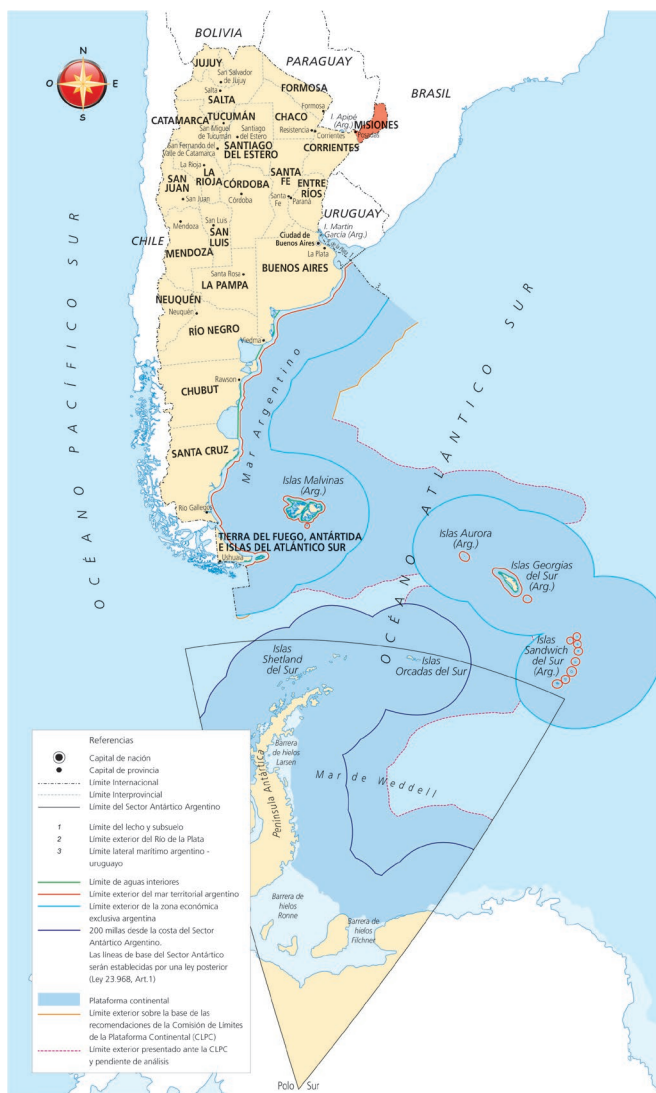 BOLIVIA
PARAGUAY
BRASIL
N
O
E
S
JUJUY
San Salvador
de Jujuy
Salta
SALTA
FORMOSA
Formosa
CATAMARCA
TUCUMÁN
San Miguel
de Tucumán
Santiago
del Estero
CHACO
Resistencia
I. Apipé
(Arg.)
MISIONES
Corrientes
CORRIENTES
San Fernando del
Valle de Catamarca
SANTIAGO
DEL ESTERO
La Rioja
LA
RIOJA
SAN
JUAN
San Juan
CÓRDOBA
Córdoba
SANTA
FE
Santa
Fe
ENTRE
RÍOS
Paraná
URUGUAY
I. Martín
García (Arg.)
CHILE
Mendoza
MENDOZA
San Luis
SAN
LUIS
Ciudad de
Buenos Aires
La Plata
BUENOS AIRES
Santa Rosa
LA PAMPA
NEUQUÉN
Neuquén
RÍO NEGRO
Viedma
Rawson
CHUBUT
SANTA CRUZ
Río Gallegos
Mar Argentino
OCÉANO PACÍFICO SUR
OCÉANO ATLÁNTICO SUR
Islas Malvinas
(Arg.)
TIERRA DEL FUEGO, ANTÁRTIDA
E ISLAS DEL ATLÁNTICO SUR
Ushuaia
Islas Aurora
(Arg.)
Islas Georgias
del Sur
(Arg.)
Islas
Sandwich
del Sur
(Arg.)
Islas
Shetland
del Sur
Islas
Orcadas del Sur
Barrera
de hielos
Larsen
Península Antártica
Mar de Weddell
Barrera de
hielos
Ronne
Barrera de
hielos
Filchner
Polo Sur
Referencias
Capital de nación
Capital de provincia
Límite Internacional
Límite Interprovincial
Límite del Sector Antártico Argentino
1 Límite del lecho y subsuelo
2 Límite exterior del Río de la Plata
3 Límite lateral marítimo argentino -
uruguayo
Límite de aguas interiores
Límite exterior del mar territorial argentino
Límite exterior de la zona económica
exclusiva argentina
200 millas desde la costa del Sector
Antártico Argentino.
Las líneas de base del Sector Antártico
serán establecidas por una ley posterior
(Ley 23.968, Art.1)
Plataforma continental
Límite exterior sobre la base de las
recomendaciones de la Comisión de Límites
de la Plataforma Continental (CLPC)
Límite exterior presentado ante la CLPC
y pendiente de análisis